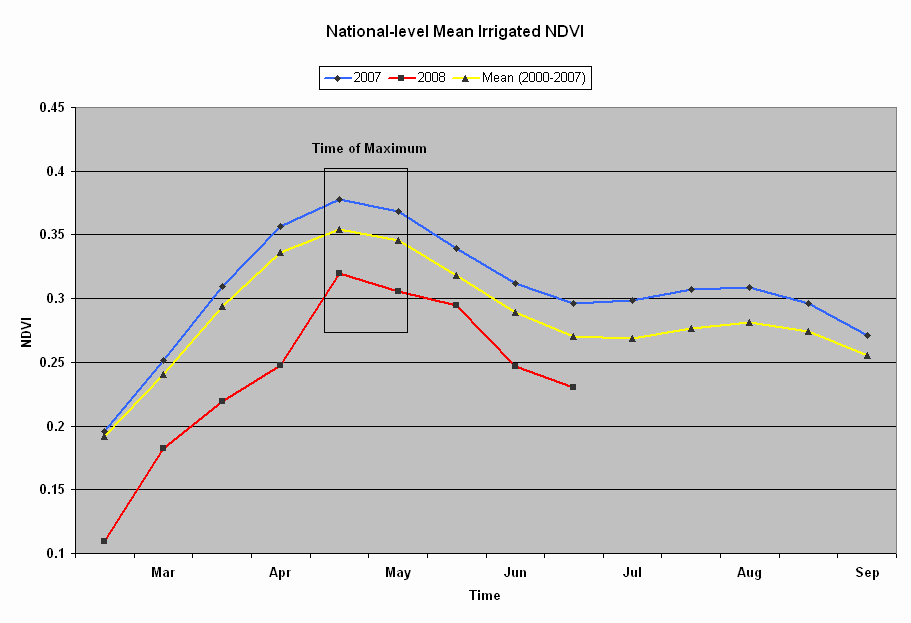 National-level Mean Irrigated NDVI
2007 2008 Mean (2000-2007)
0.45
Time of Maximum
0.4
0.35
0.3
NDVI
0.25
0.2
0.15
0.1
Mar Apr May Jun Jul Aug Sep
Time